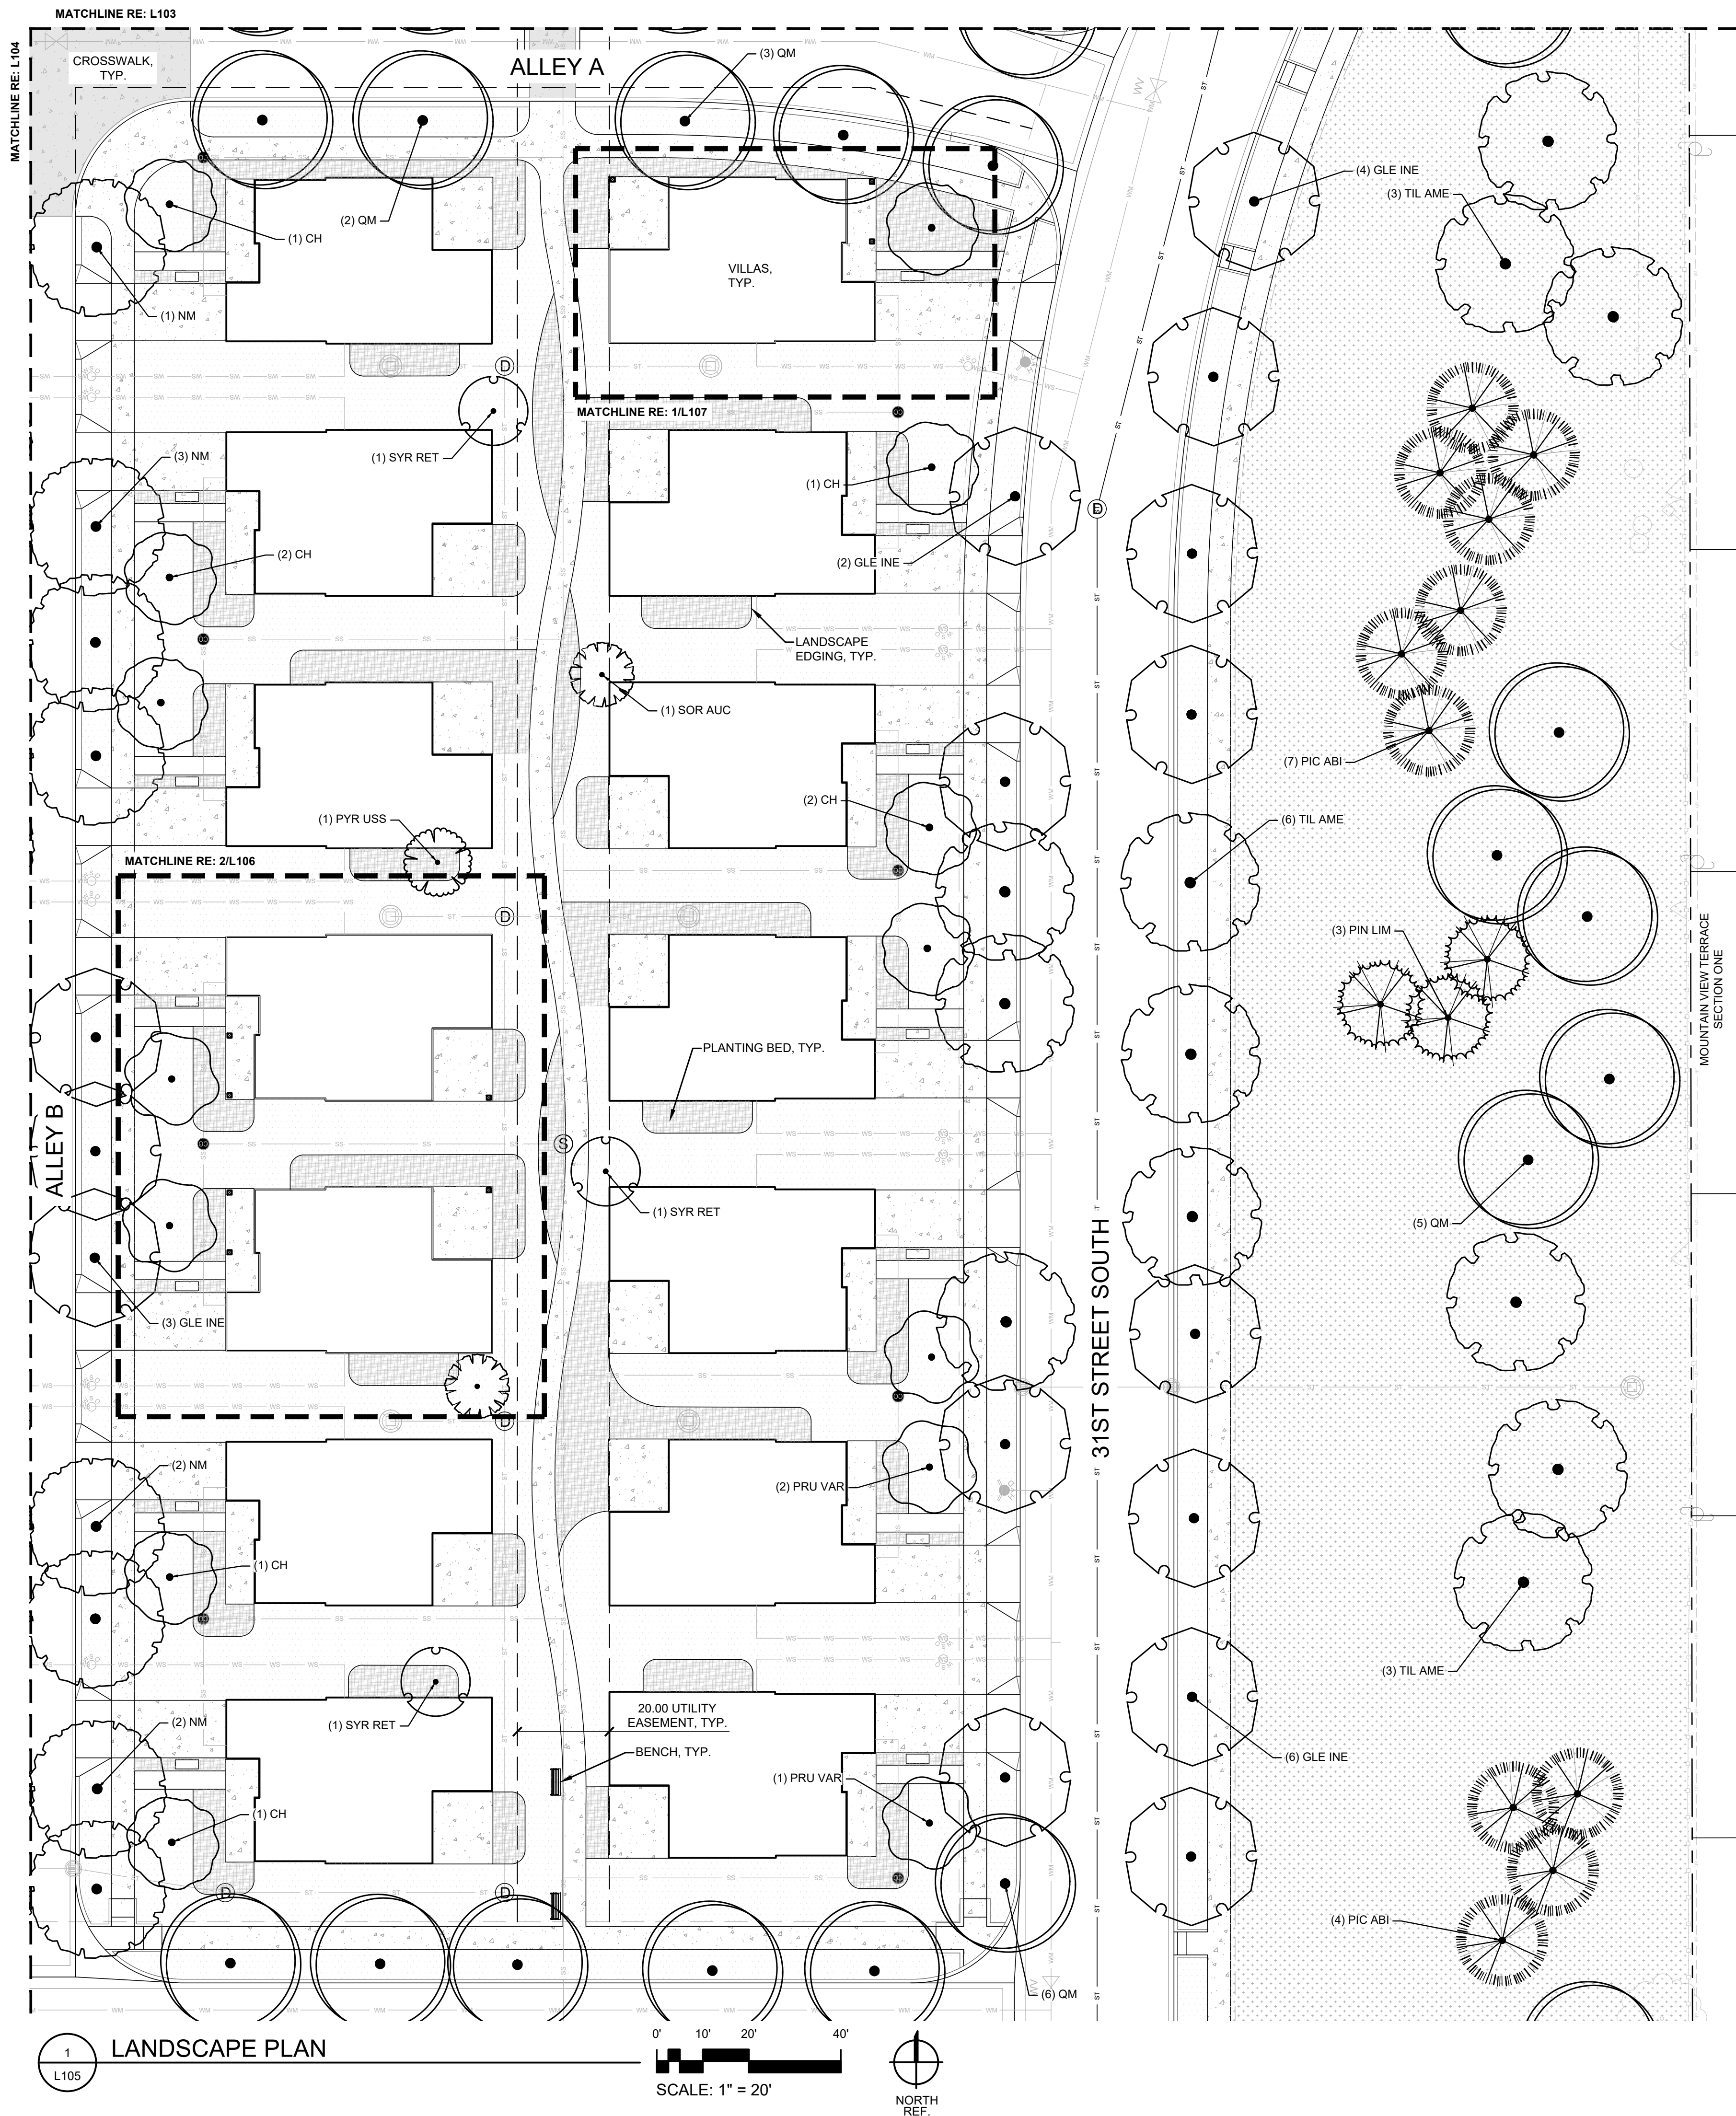 MATCHLINE RE: L103
MATCHLINE RE: L104
CROSSWALK,
TYP.
ALLEY A
(3) QM
(4) GLE INE
(3) TIL AME
(2) QM
(1) CH
(1) NM
VILLAS,
TYP.
MATCHLINE RE: 1/L107
(3) NM
(1) SYR RET
(1) CH
(2) CH
(2) GLE INE
LANDSCAPE
EDGING, TYP.
(1) SOR AUC
(7) PIC ABI
(2) CH
(1) PYR USS
(6) TIL AME
MATCHLINE RE: 2/L106
(3) PIN LIM
MOUNTAIN VIEW TERRACE
SECTION ONE
PLANTING BED, TYP.
ALLEY B
(1) SYR RET
(5) QM
31ST STREET SOUTH
(3) GLE INE
(2) NM
(2) PRU VAR
(1) CH
(3) TIL AME
(2) NM
(1) SYR RET
20.00 UTILITY
EASEMENT, TYP.
BENCH, TYP.
(6) GLE INE
(1) PRU VAR
(1) CH
(4) PIC ABI
(6) QM
1
L105
LANDSCAPE PLAN
0' 10' 20' 40'
SCALE: 1" = 20'
NORTH
REF.